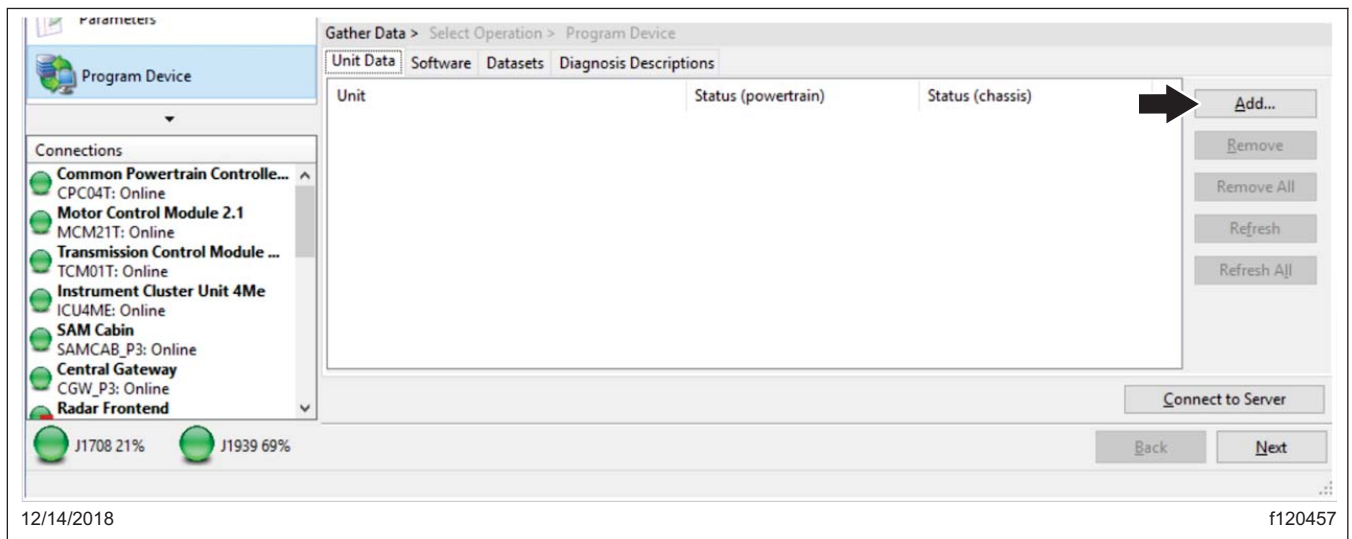 Parameters
Program Device
Connections
Common Powertrain Controlle...
CPC04T: Online
Motor Control Module 2.1
MCM21T: Online
Transmission Control Module ...
TCM01T: Online
Instrument Cluster Unit 4Me
ICU4ME: Online
SAM Cabin
SAMCAB_P3: Online
Central Gateway
CGW_P3: Online
Radar Frontend
J1708 21% J1939 69%
Gather Data > Select Operation > Program Device
Unit Data Software Datasets Diagnosis Descriptions
Unit Status (powertrain) Status (chassis)
Add...
Remove
Remove All
Refresh
Refresh All
Connect to Server
Back Next
12/14/2018 f120457